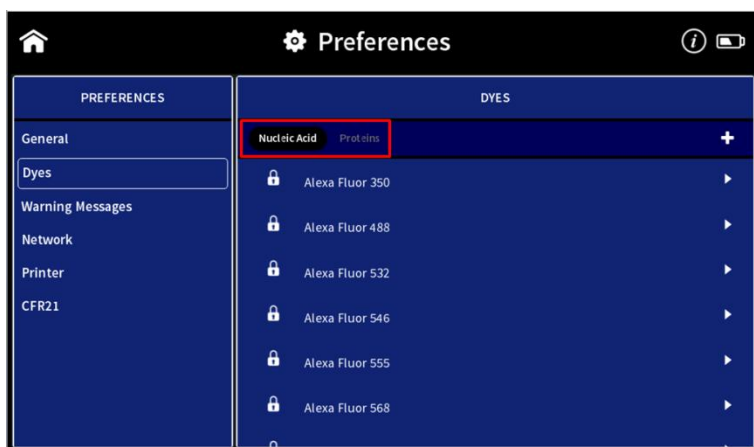 Preferences
i
PREFERENCES
General
Dyes
Warning Messages
Network
Printer
CFR21
DYES
Nucleic Acid Proteins
+
Alexa Fluor 350
Alexa Fluor 488
Alexa Fluor 532
Alexa Fluor 546
Alexa Fluor 555
Alexa Fluor 568